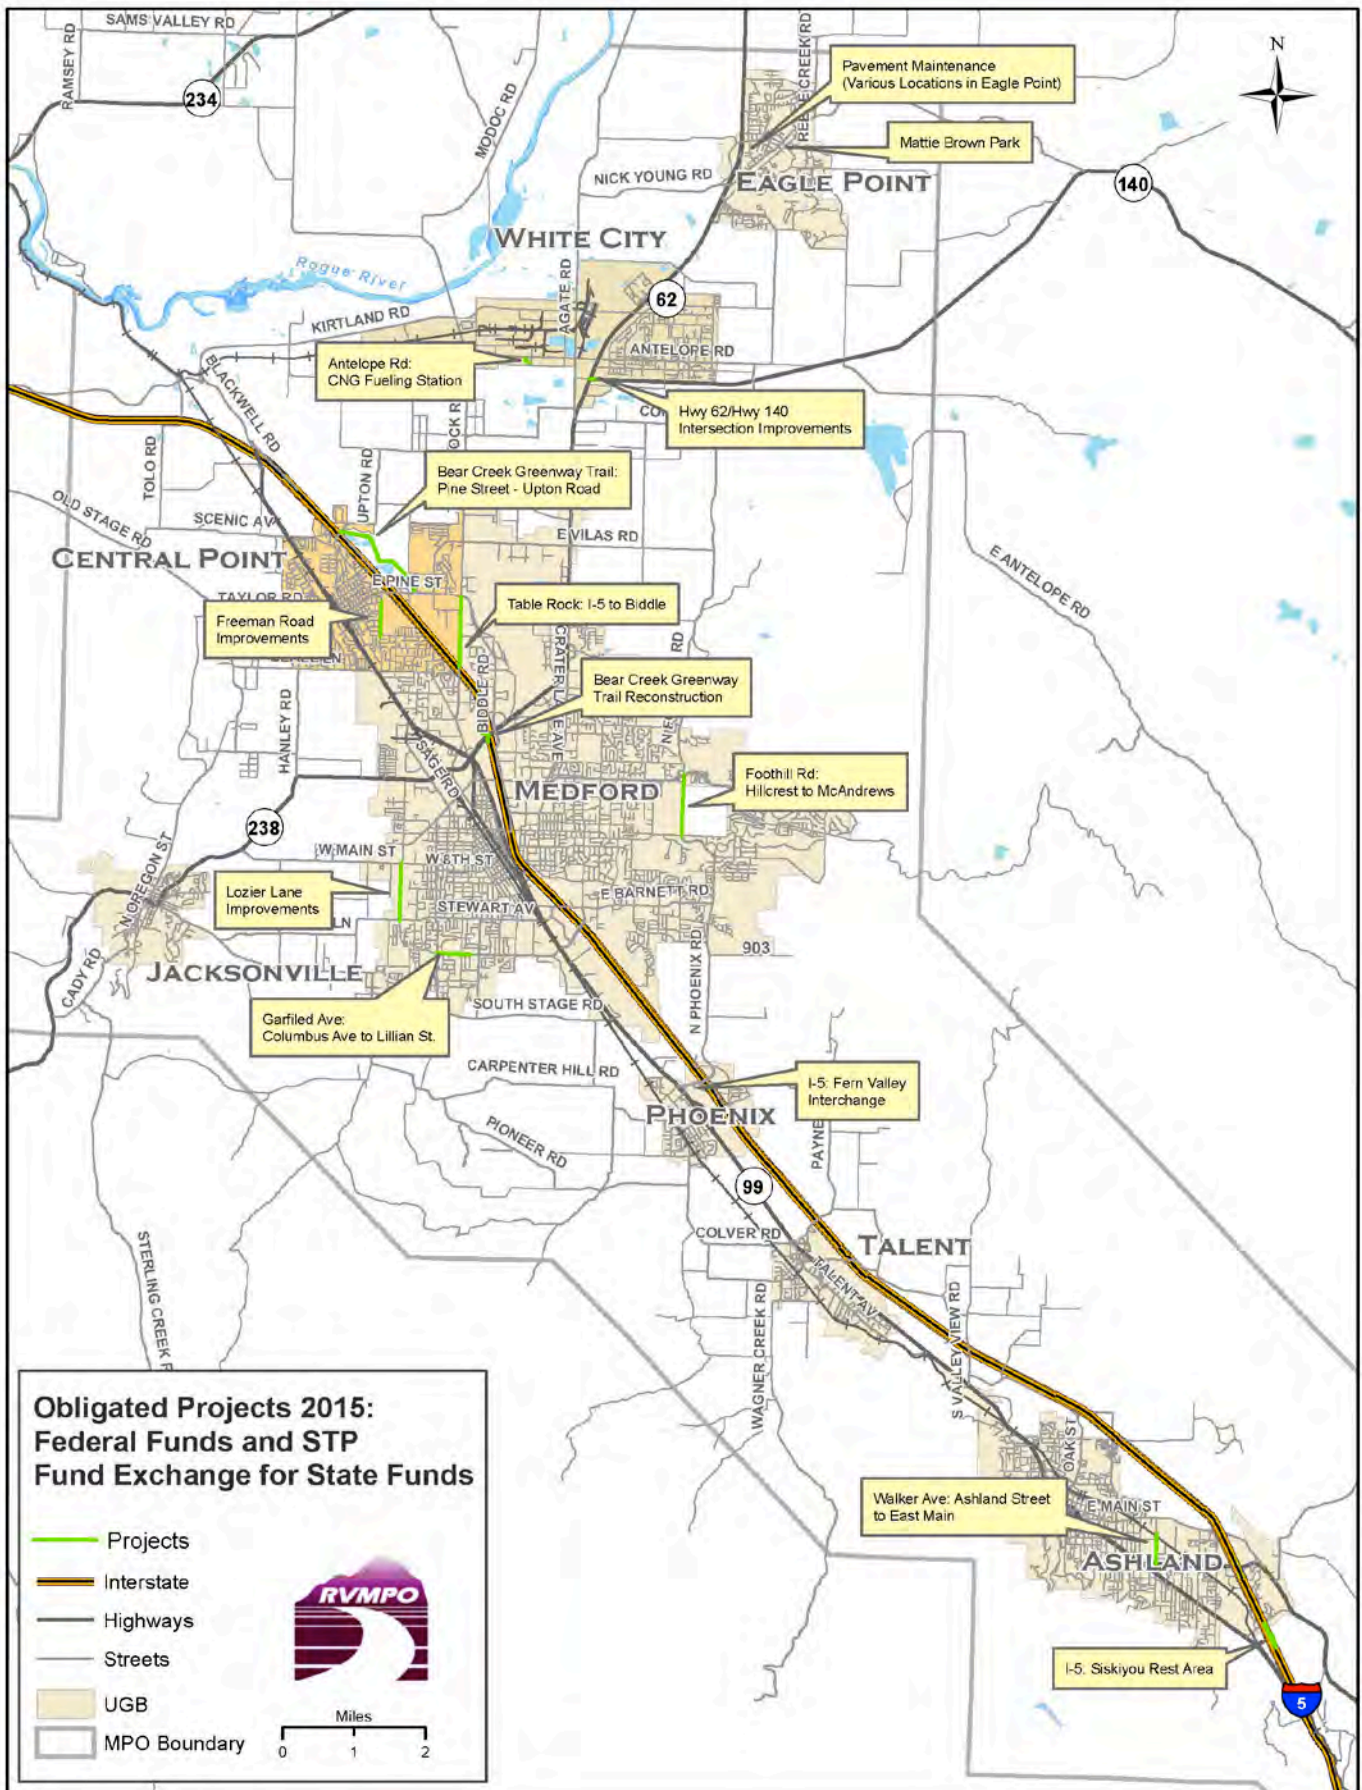 SAMS VALLEY RD
RAMSEY RD
234
MODOC RD
Pavement Maintenance
(Various Locations in Eagle Point)
N
Mattie Brown Park
NICK YOUNG RD
EAGLE POINT
140
WHITE CITY
Rogue River
AGATE RD
62
KIRTLAND RD
ANTELOPE RD
Antelope Rd:
CNG Fueling Station
BLACKWELL RD
Hwy 62/Hwy 140
Intersection Improvements
TOLO RD
UPTON RD
Bear Creek Greenway Trail:
Pine Street - Upton Road
OLD STAGE RD
SCENIC AV
E VILAS RD
CENTRAL POINT
E PINE ST
E ANTELOPE RD
TAYLOR RD
Freeman Road
Improvements
Table Rock: I-5 to Biddle
RD
BIDDLE RD
Bear Creek Greenway
Trail Reconstruction
HANLEY RD
SAGE RD
MEDFORD
Foothill Rd:
Hillcrest to McAndrews
238
N OREGON ST
W MAIN ST
W 8TH ST
Lozier Lane
Improvements
E BARNETT RD
STEWART AV
LN
903
CADY RD
JACKSONVILLE
N PHOENIX RD
SOUTH STAGE RD
Garfiled Ave:
Columbus Ave to Lillian St.
CARPENTER HILL RD
I-5: Fern Valley
Interchange
PHOENIX
PIONEER RD
PAYNE
99
COLVER RD
TALENT
STERLING CREEK R
TALENT AV
WAGNER CREEK RD
S VALLEY VIEW RD
OAK ST
Walker Ave: Ashland Street
to East Main
E MAIN ST
ASHLAND
I-5: Siskiyou Rest Area
5
Obligated Projects 2015:
Federal Funds and STP
Fund Exchange for State Funds
Projects
Interstate
Highways
Streets
UGB
MPO Boundary
RVMPO
Miles
0 1 2